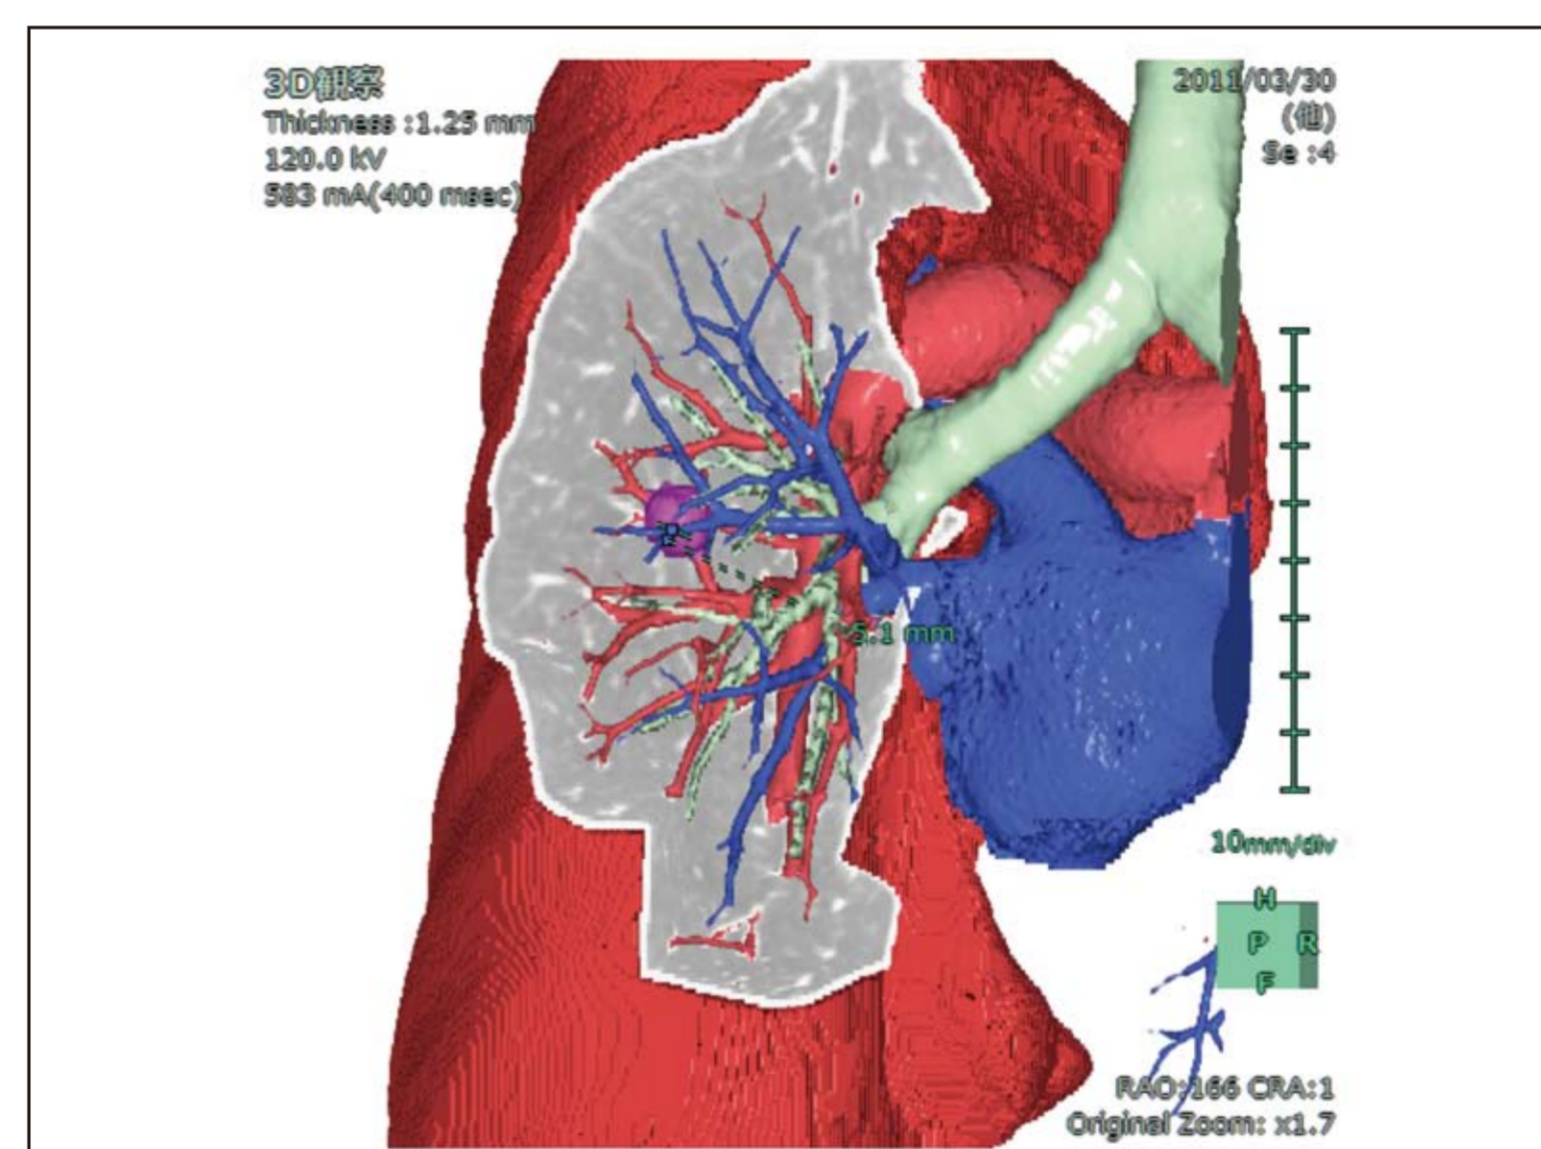 3D観察
Thickness :1.25 mm
120.0 kV
583 mA(400 msec)
2011/03/30
(他)
Se :4
5.1 mm
10mm/div
H
P R
F
RAO:166 CRA:1
Original Zoom: x1.7